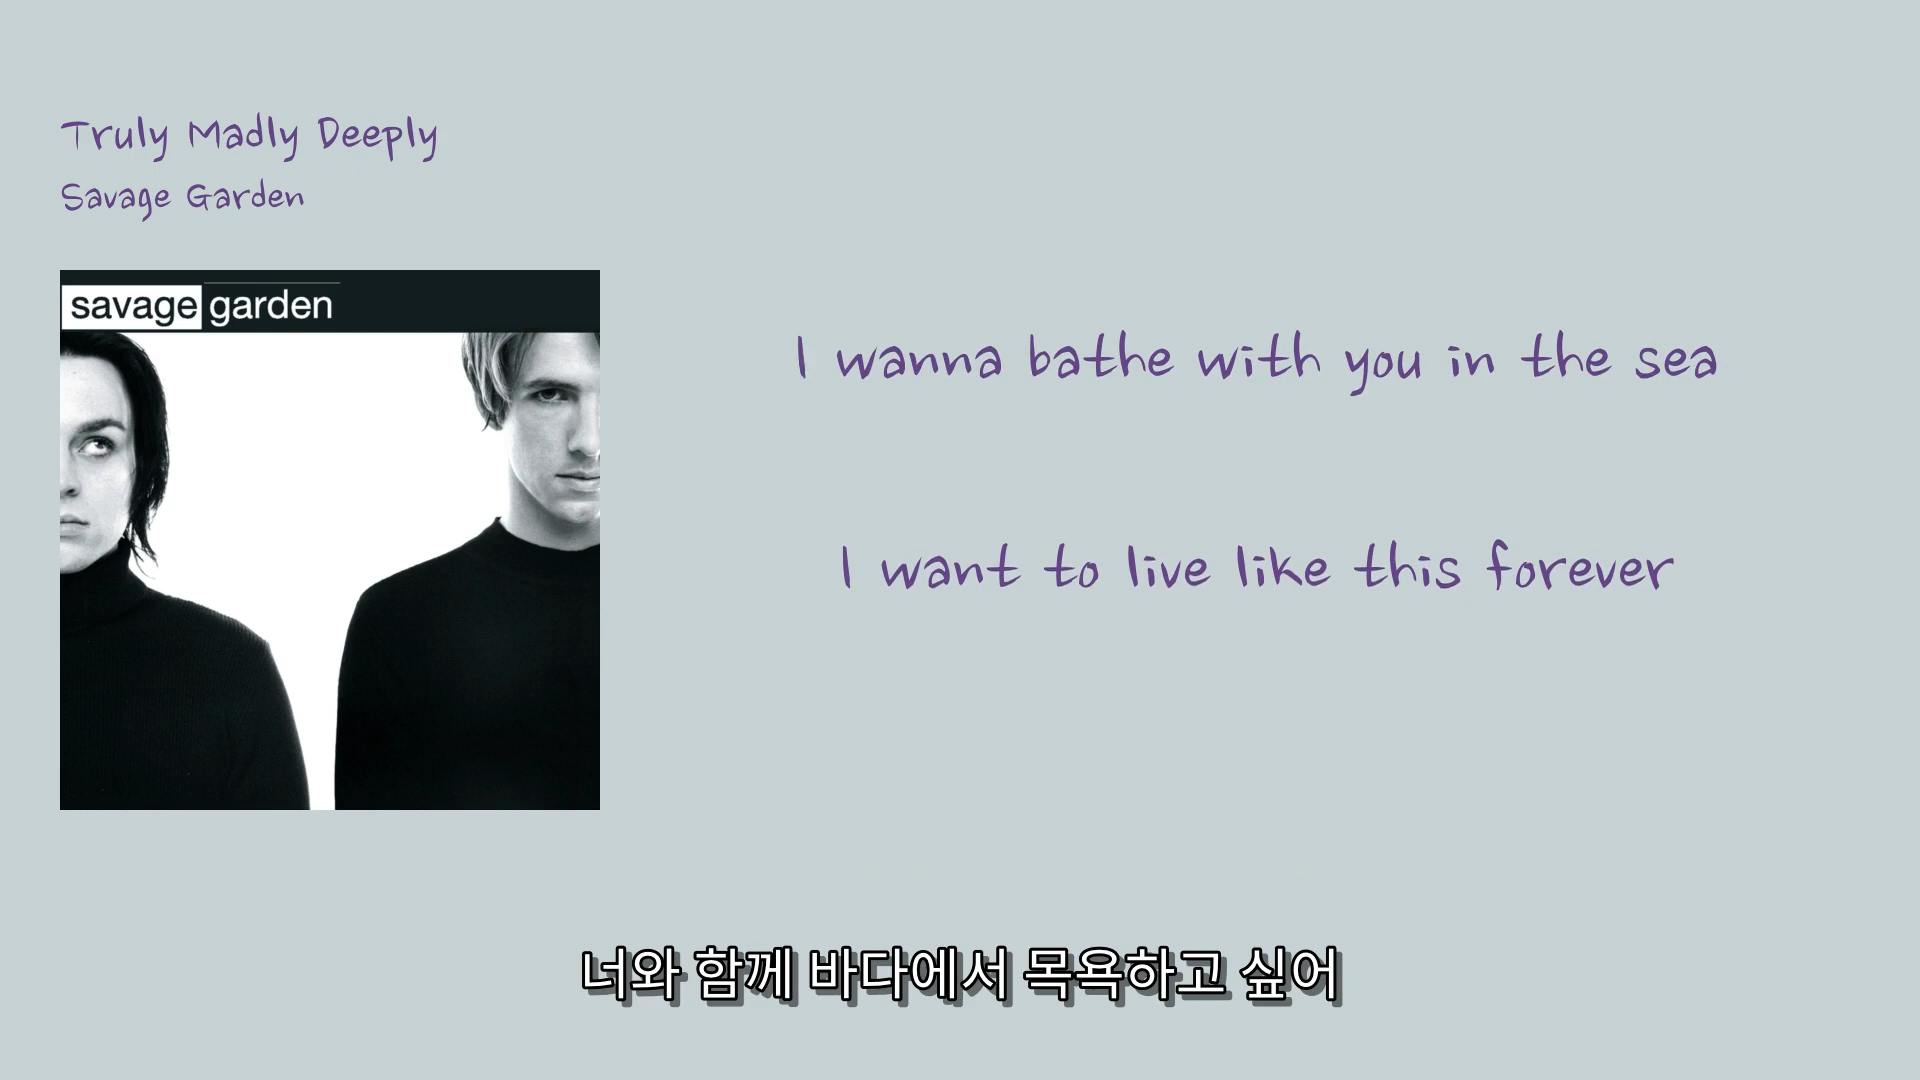 Truly Madly Deeply
Savage Garden
savage garden
I wanna bathe with you in the sea
I want to live like this forever
너와 함께 바다에서 목욕하고 싶어